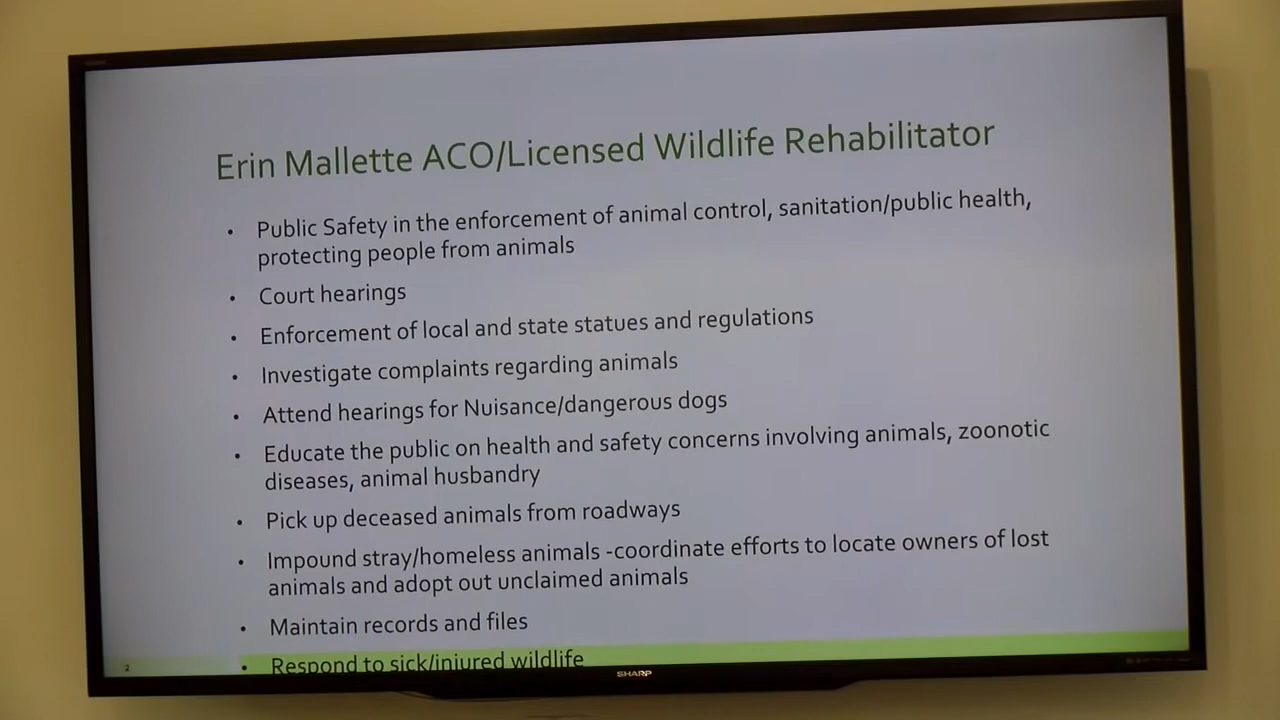 Erin Mallette ACO/Licensed Wildlife Rehabilitator
• Public Safety in the enforcement of animal control, sanitation/public health,
protecting people from animals
• Court hearings
• Enforcement of local and state statues and regulations
• Investigate complaints regarding animals
• Attend hearings for Nuisance/dangerous dogs
• Educate the public on health and safety concerns involving animals, zoonotic
diseases, animal husbandry
• Pick up deceased animals from roadways
• Impound stray/homeless animals -coordinate efforts to locate owners of lost
animals and adopt out unclaimed animals
• Maintain records and files
• Respond to sick/injured wildlife
2
SHARP